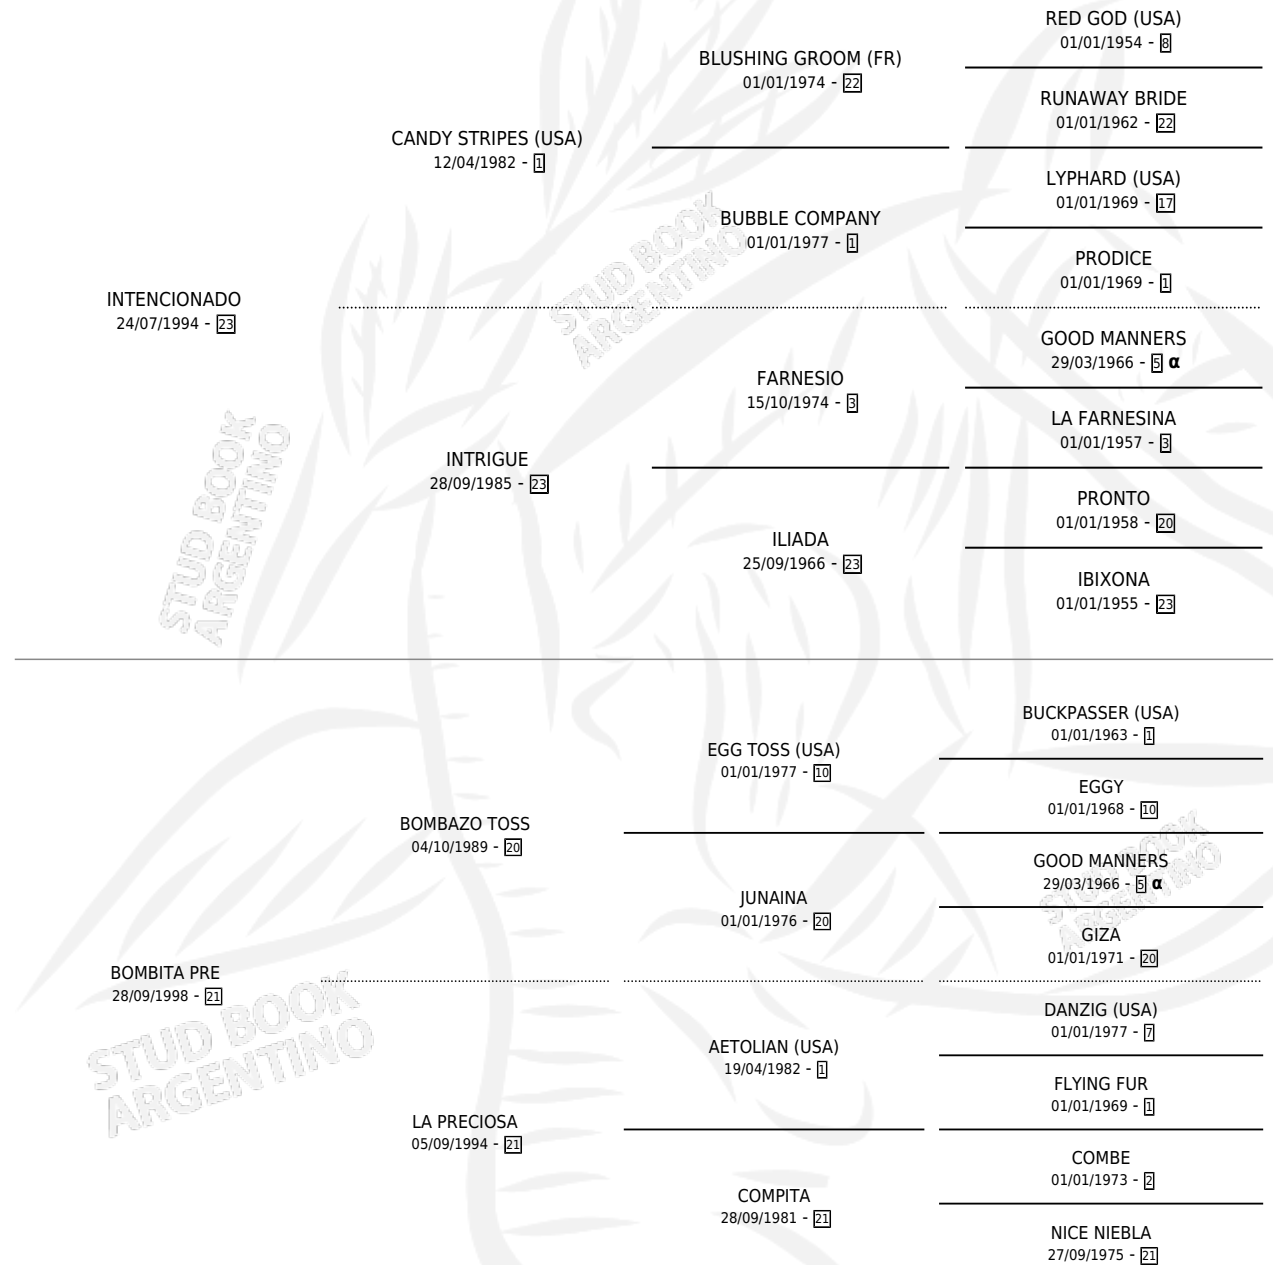 RED GOD (USA)
01/01/1954 - 8
BLUSHING GROOM (FR)
01/01/1974 - 22
RUNAWAY BRIDE
01/01/1962 - 22
CANDY STRIPES (USA)
12/04/1982 - 1
LYPHARD (USA)
01/01/1969 - 17
BUBBLE COMPANY
01/01/1977 - 1
PRODICE
01/01/1969 - 1
INTENCIONADO
24/07/1994 - 23
GOOD MANNERS
29/03/1966 - 5 α
FARNESIO
15/10/1974 - 3
LA FARNESINA
01/01/1957 - 3
INTRIGUE
28/09/1985 - 23
PRONTO
01/01/1958 - 20
ILIADA
25/09/1966 - 23
IBIXONA
01/01/1955 - 23
BUCKPASSER (USA)
01/01/1963 - 1
EGG TOSS (USA)
01/01/1977 - 10
EGGY
01/01/1968 - 10
BOMBAZO TOSS
04/10/1989 - 20
GOOD MANNERS
29/03/1966 - 5 α
JUNAINA
01/01/1976 - 20
GIZA
01/01/1971 - 20
BOMBITA PRE
28/09/1998 - 21
DANZIG (USA)
01/01/1977 - 7
AETOLIAN (USA)
19/04/1982 - 1
FLYING FUR
01/01/1969 - 1
LA PRECIOSA
05/09/1994 - 21
COMBE
01/01/1973 - 2
COMPITA
28/09/1981 - 21
NICE NIEBLA
27/09/1975 - 21
STUD BOOK
ARGENTINO
STUD BOOK
ARGENTINO
STUD BOOK
ARGENTINO
STUD BOOK
ARGENTINO